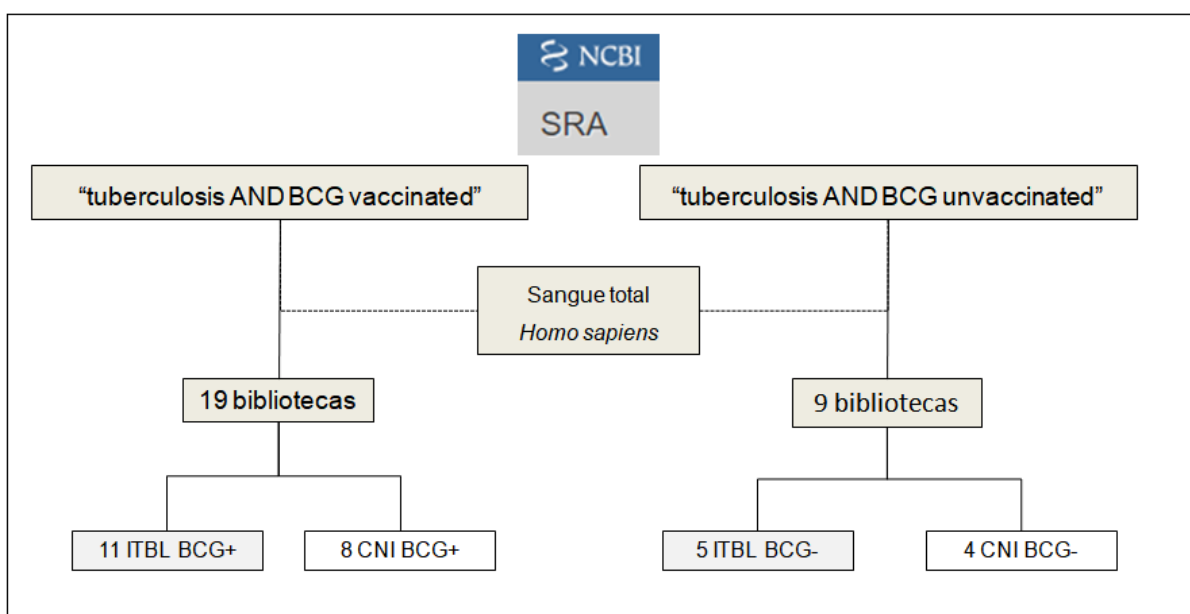 NCBI
SRA
“tuberculosis AND BCG vaccinated”
“tuberculosis AND BCG unvaccinated”
Sangue total
Homo sapiens
19 bibliotecas
9 bibliotecas
11 ITBL BCG+
8 CNI BCG+
5 ITBL BCG-
4 CNI BCG-